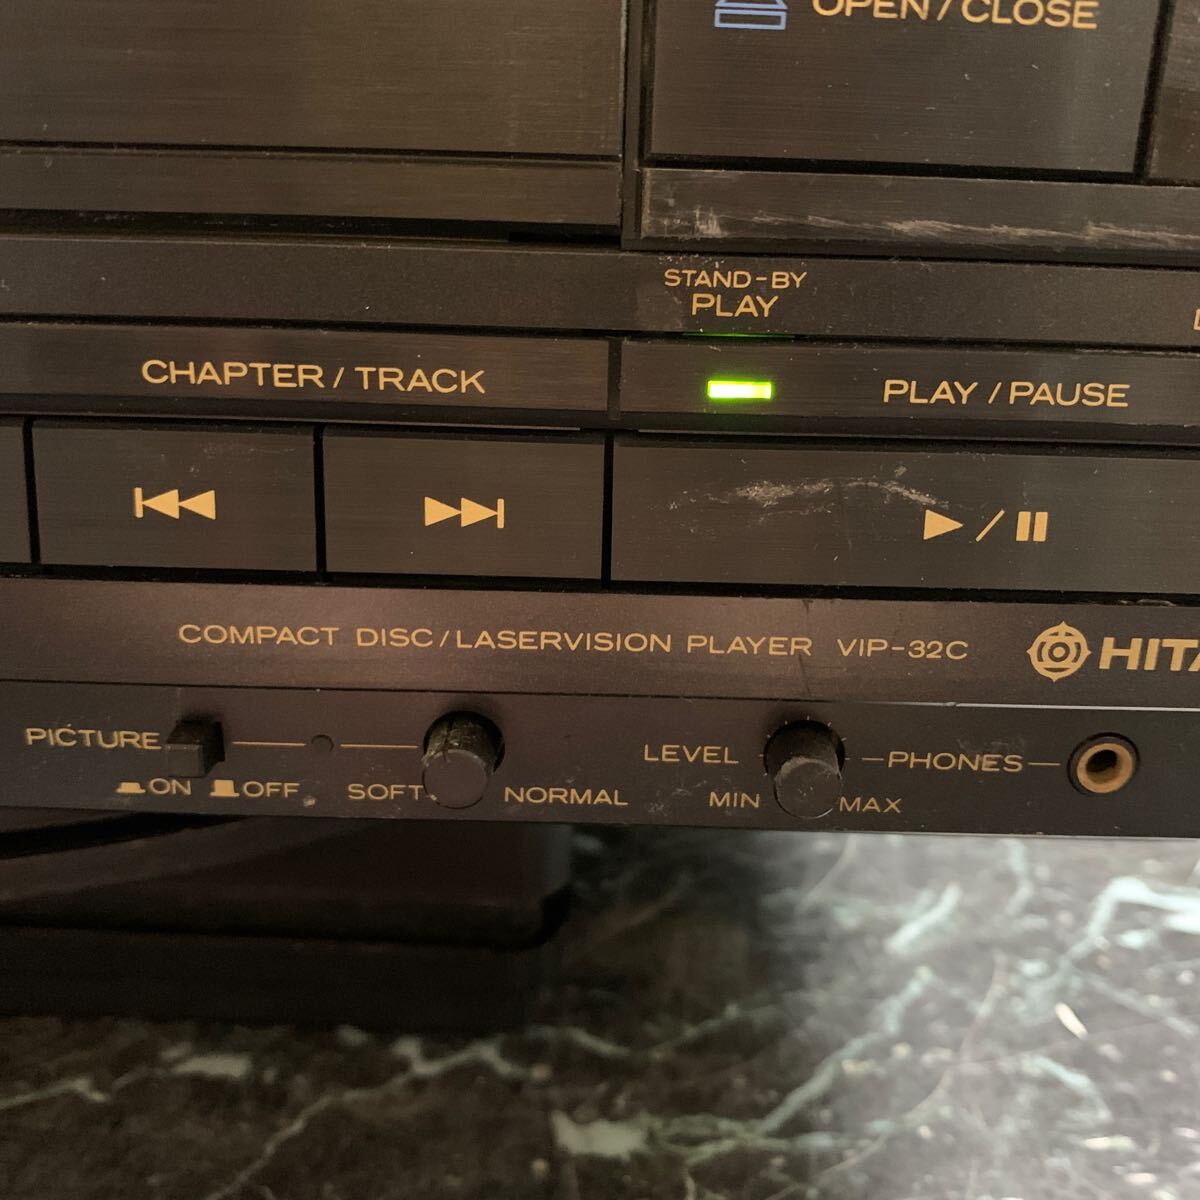 OPEN/CLOSE
STAND-BY
PLAY
CHAPTER/TRACK
PLAY/PAUSE
COMPACT DISC/LASERVISION PLAYER VIP-32C
PICTURE
LEVEL
PHONES
ON OFF
SOFT NORMAL
MIN MAX